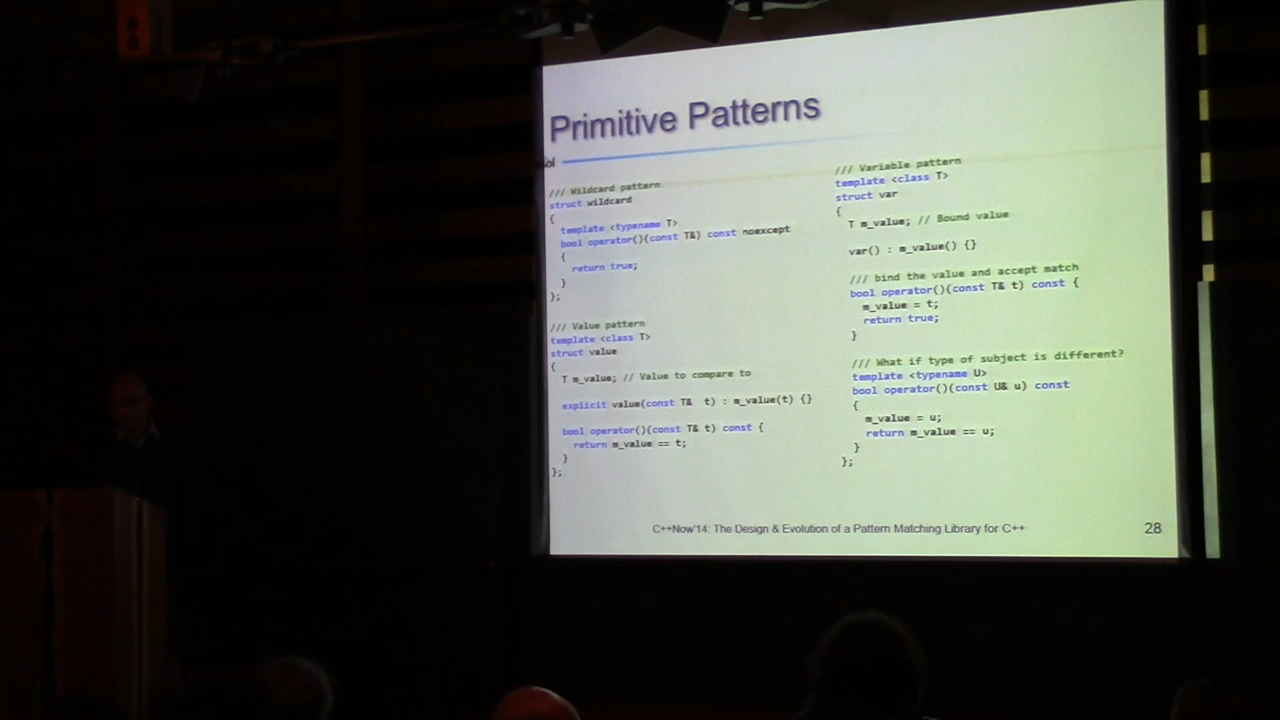 Primitive Patterns
/// Wildcard pattern
struct wildcard
{
template <typename T>
bool operator()(const T&) const noexcept
{
return true;
}
};
/// Value pattern
template <class T>
struct value
{
T m_value; // Value to compare to
explicit value(const T& t) : m_value(t) {}
bool operator()(const T& t) const {
return m_value == t;
}
};
/// Variable pattern
template <class T>
struct var
{
T m_value; // Bound value
var() : m_value() {}
/// bind the value and accept match
bool operator()(const T& t) const {
m_value = t;
return true;
}
/// What if type of subject is different?
template <typename U>
bool operator()(const U& u) const
{
m_value = u;
return m_value == u;
}
};
C++Now'14: The Design & Evolution of a Pattern Matching Library for C++
28